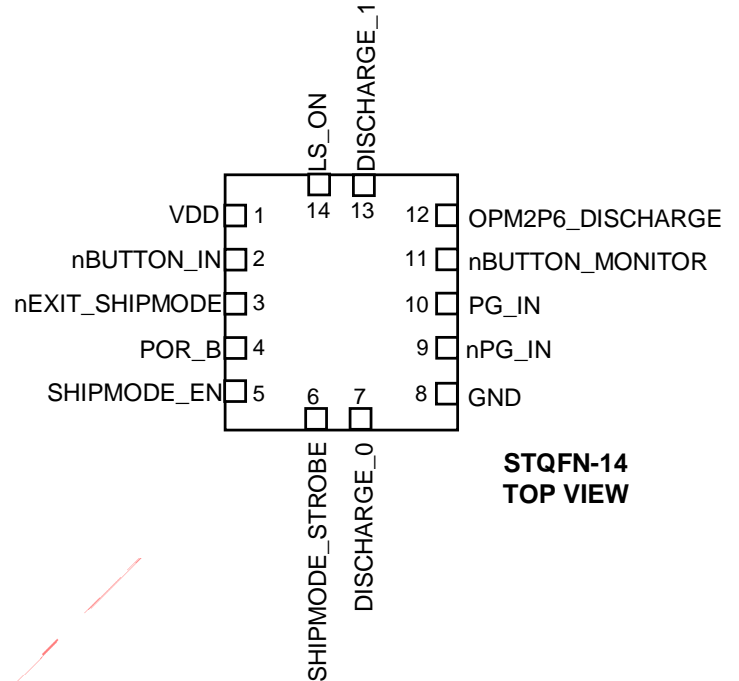 DISCHARGE_1
LS_ON
14
13
VDD
1
nBUTTON_IN
2
nEXIT_SHIPMODE
3
POR_B
4
SHIPMODE_EN
5
12
OPM2P6_DISCHARGE
11
nBUTTON_MONITOR
10
PG_IN
9
nPG_IN
8
GND
6
7
SHIPMODE_STROBE
DISCHARGE_0
STQFN-14
TOP VIEW